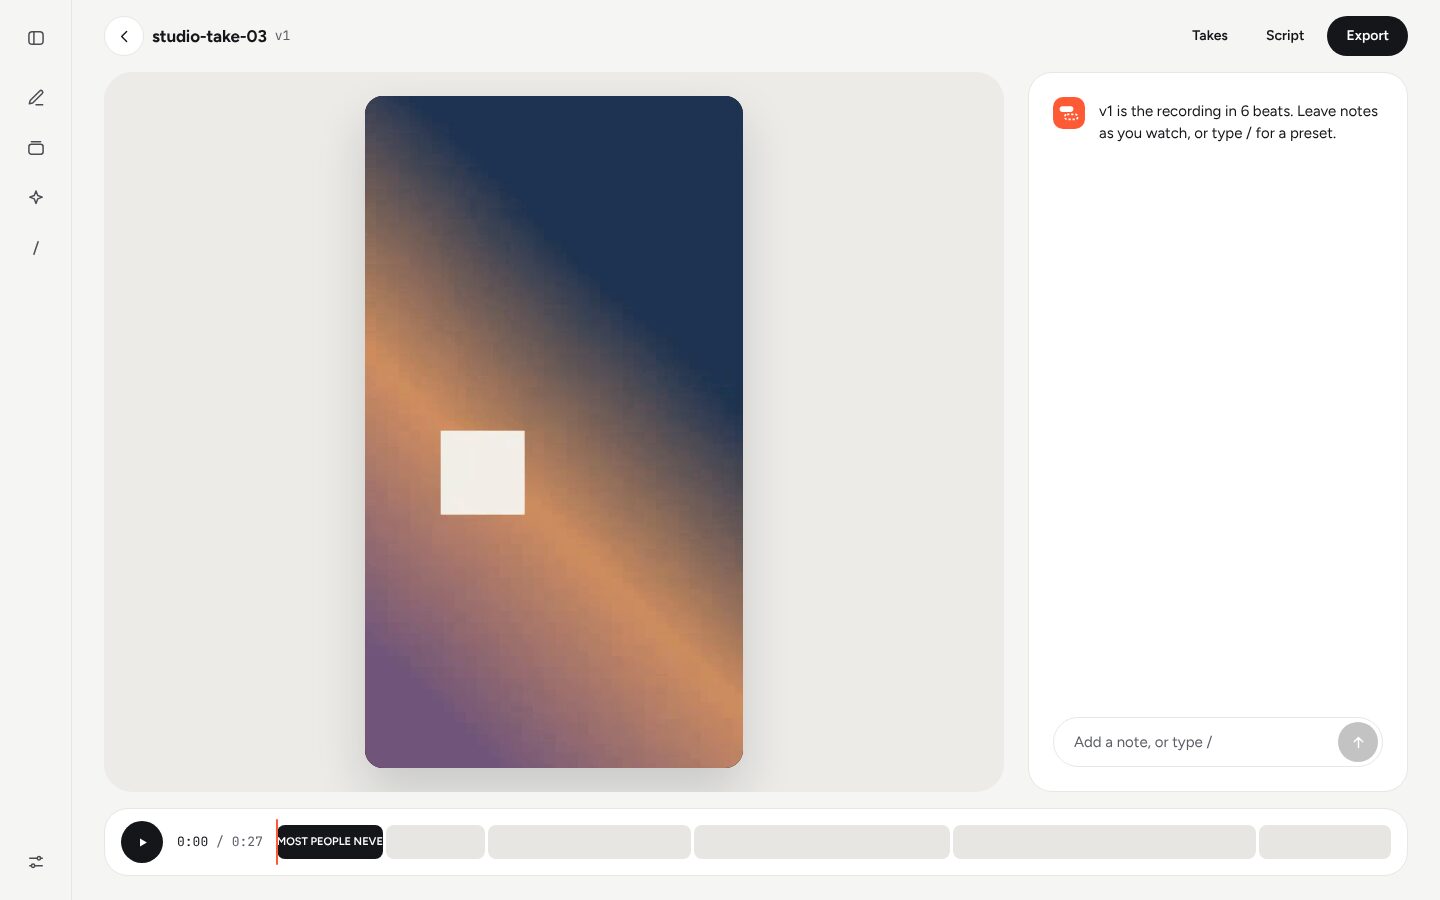 studio-take-03 v1
Takes Script Export
v1 is the recording in 6 beats. Leave notes
as you watch, or type / for a preset.
Add a note, or type /
0:00 / 0:27
MOST PEOPLE NEVE
/